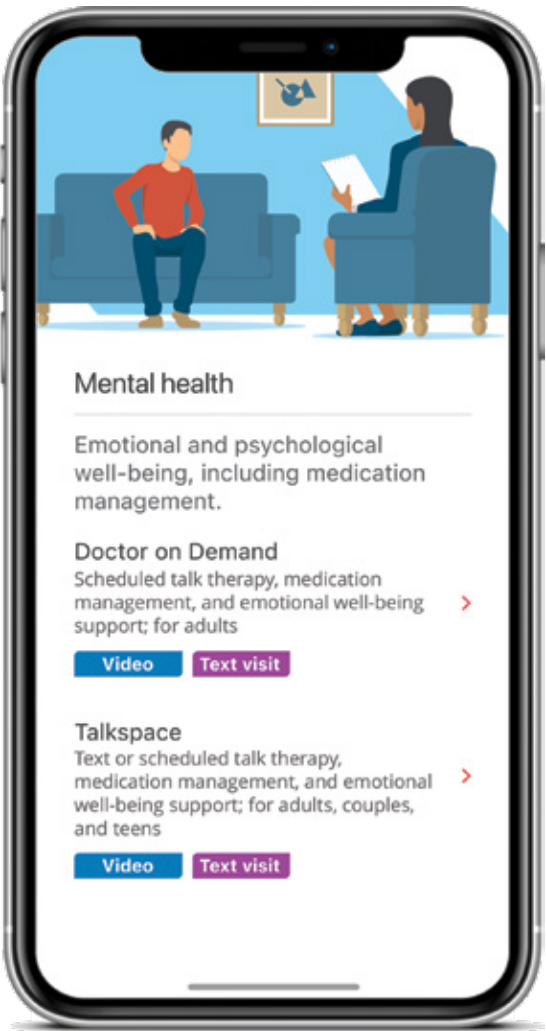 Mental health
Emotional and psychological
well-being, including medication
management.
Doctor on Demand
Scheduled talk therapy, medication
management, and emotional well-being
support; for adults
Video Text visit
Talkspace
Text or scheduled talk therapy,
medication management, and emotional
well-being support; for adults, couples,
and teens
Video Text visit